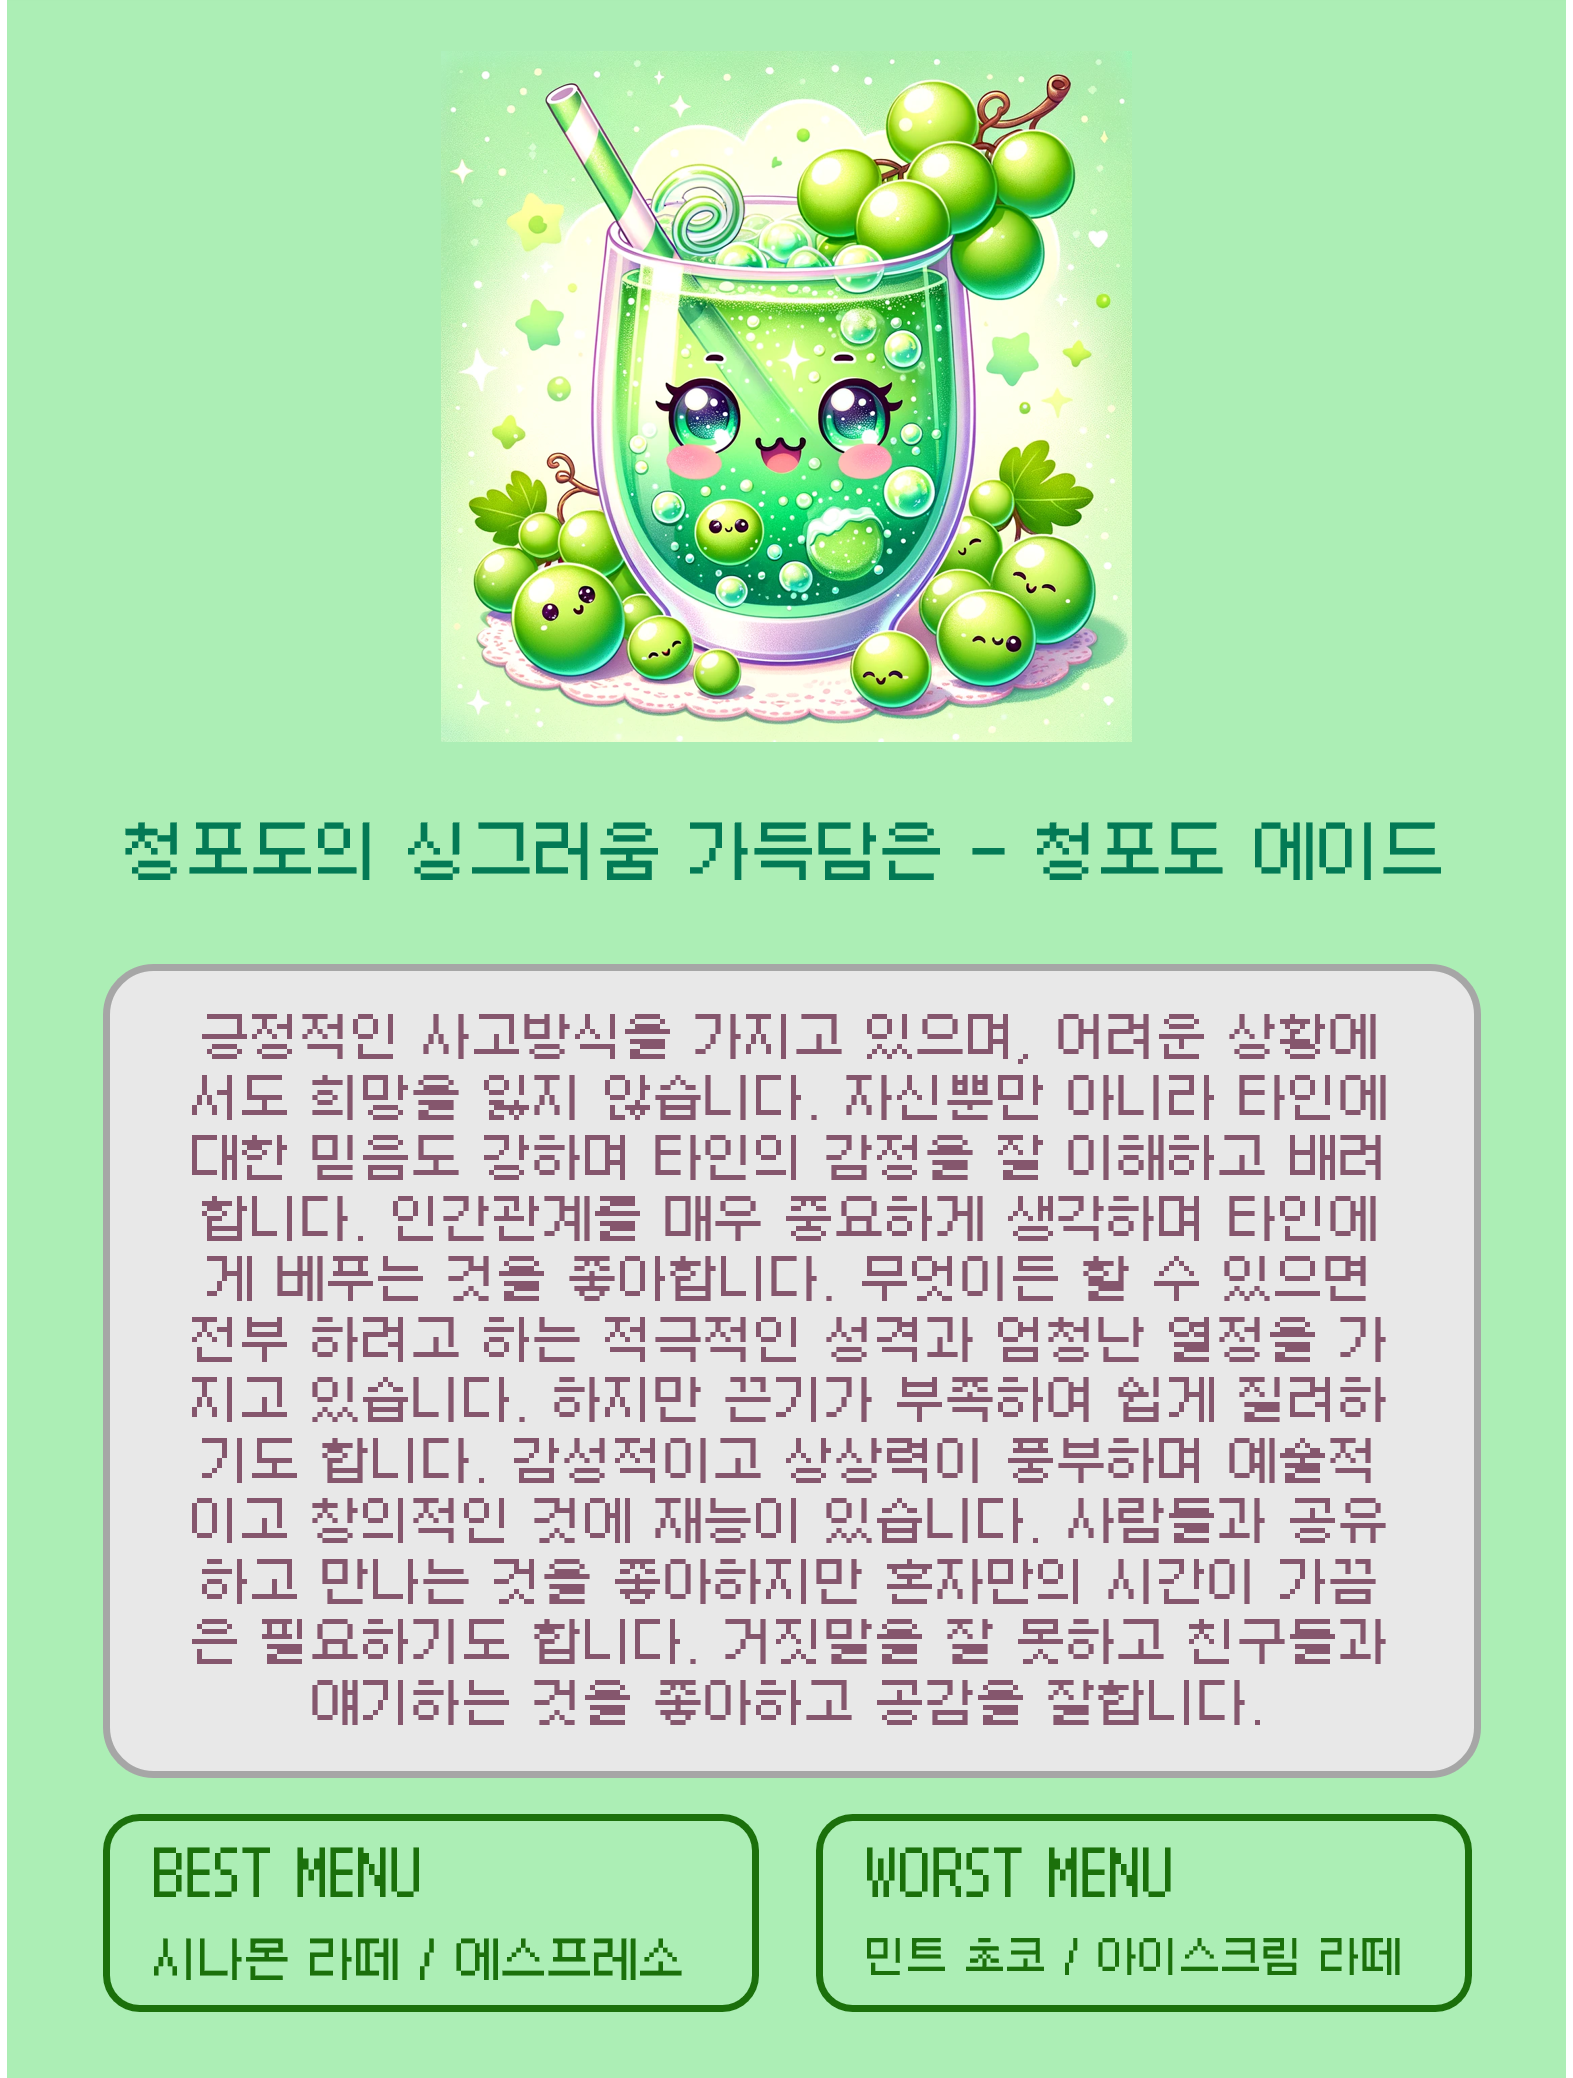 청포도의 싱그러움 가득담은 - 청포도 에이드
긍정적인 사고방식을 가지고 있으며, 어려운 상황에
서도 희망을 잃지 않습니다. 자신뿐만 아니라 타인에
대한 믿음도 강하며 타인의 감정을 잘 이해하고 배려
합니다. 인간관계를 매우 중요하게 생각하며 타인에
게 베푸는 것을 좋아합니다. 무엇이든 할 수 있으면
전부 하려고 하는 적극적인 성격과 엄청난 열정을 가
지고 있습니다. 하지만 끈기가 부족하여 쉽게 질려하
기도 합니다. 감성적이고 상상력이 풍부하며 예술적
이고 창의적인 것에 재능이 있습니다. 사람들과 공유
하고 만나는 것을 좋아하지만 혼자만의 시간이 가끔
은 필요하기도 합니다. 거짓말을 잘 못하고 친구들과
얘기하는 것을 좋아하고 공감을 잘합니다.
BEST MENU
시나몬 라떼 / 에스프레소
WORST MENU
민트 초코 / 아이스크림 라떼